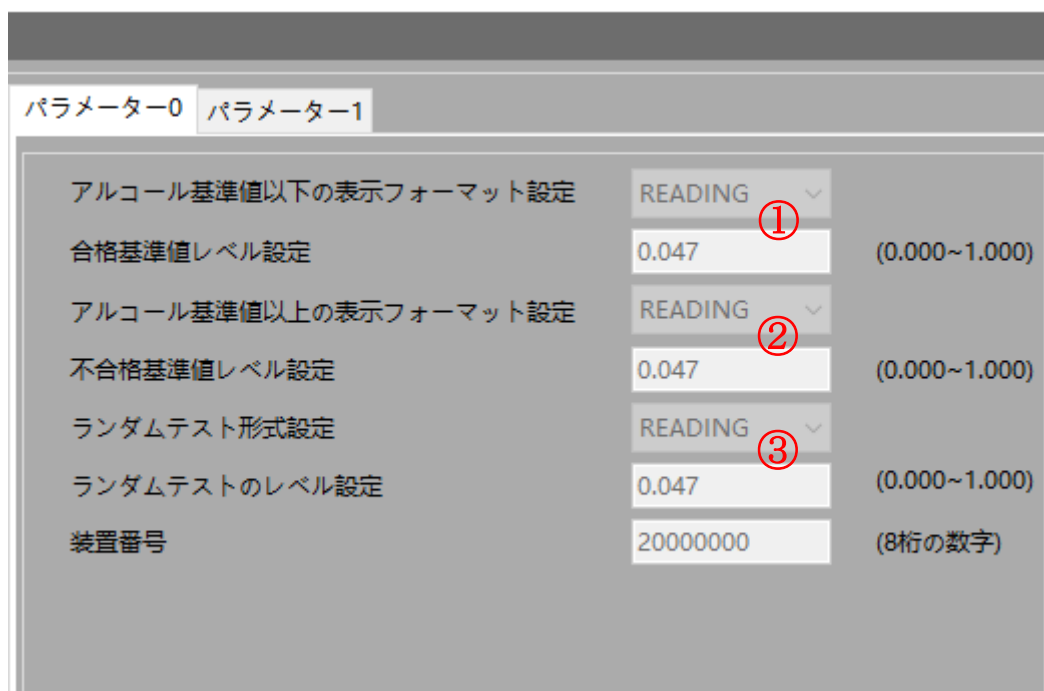 パラメーター0 パラメーター1
アルコール基準値以下の表示フォーマット設定 READING
①
合格基準値レベル設定 0.047 (0.000~1.000)
アルコール基準値以上の表示フォーマット設定 READING
②
不合格基準値レベル設定 0.047 (0.000~1.000)
ランダムテスト形式設定 READING
③
ランダムテストのレベル設定 0.047 (0.000~1.000)
装置番号 20000000 (8桁の数字)